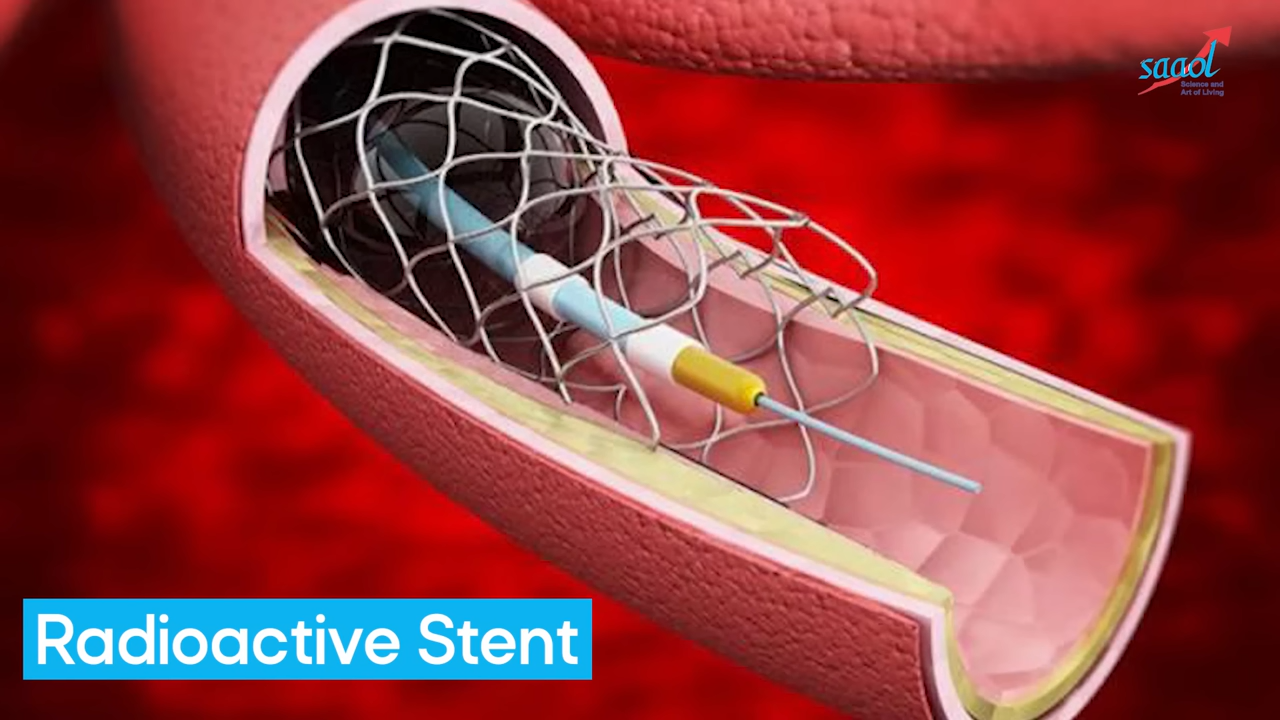 saaol
Science and
Art of Living
Radioactive Stent